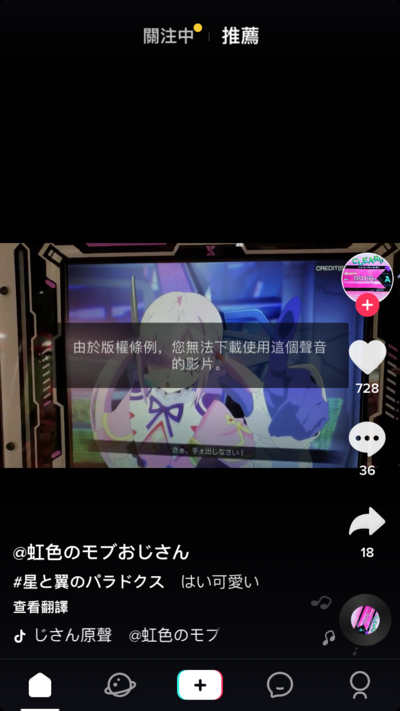 關注中
推薦
CREDIT
由於版權條例，您無法下載使用這個聲音
的影片。
728
さぁ、手ぇ出しなさい！
36
18
@虹色のモブおじさん
#星と翼のパラドクス　はい可愛い
查看翻譯
じさん原聲　@虹色のモブ